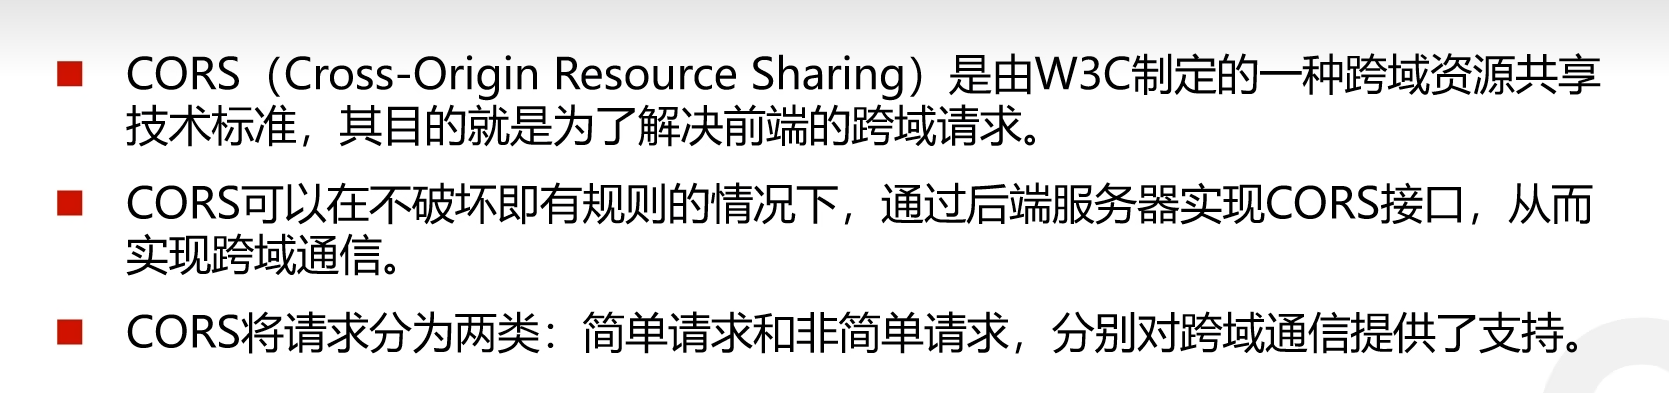 CORS（Cross-Origin Resource Sharing）是由W3C制定的一种跨域资源共享
技术标准，其目的就是为了解决前端的跨域请求。
CORS可以在不破坏即有规则的情况下，通过后端服务器实现CORS接口，从而
实现跨域通信。
CORS将请求分为两类：简单请求和非简单请求，分别对跨域通信提供了支持。